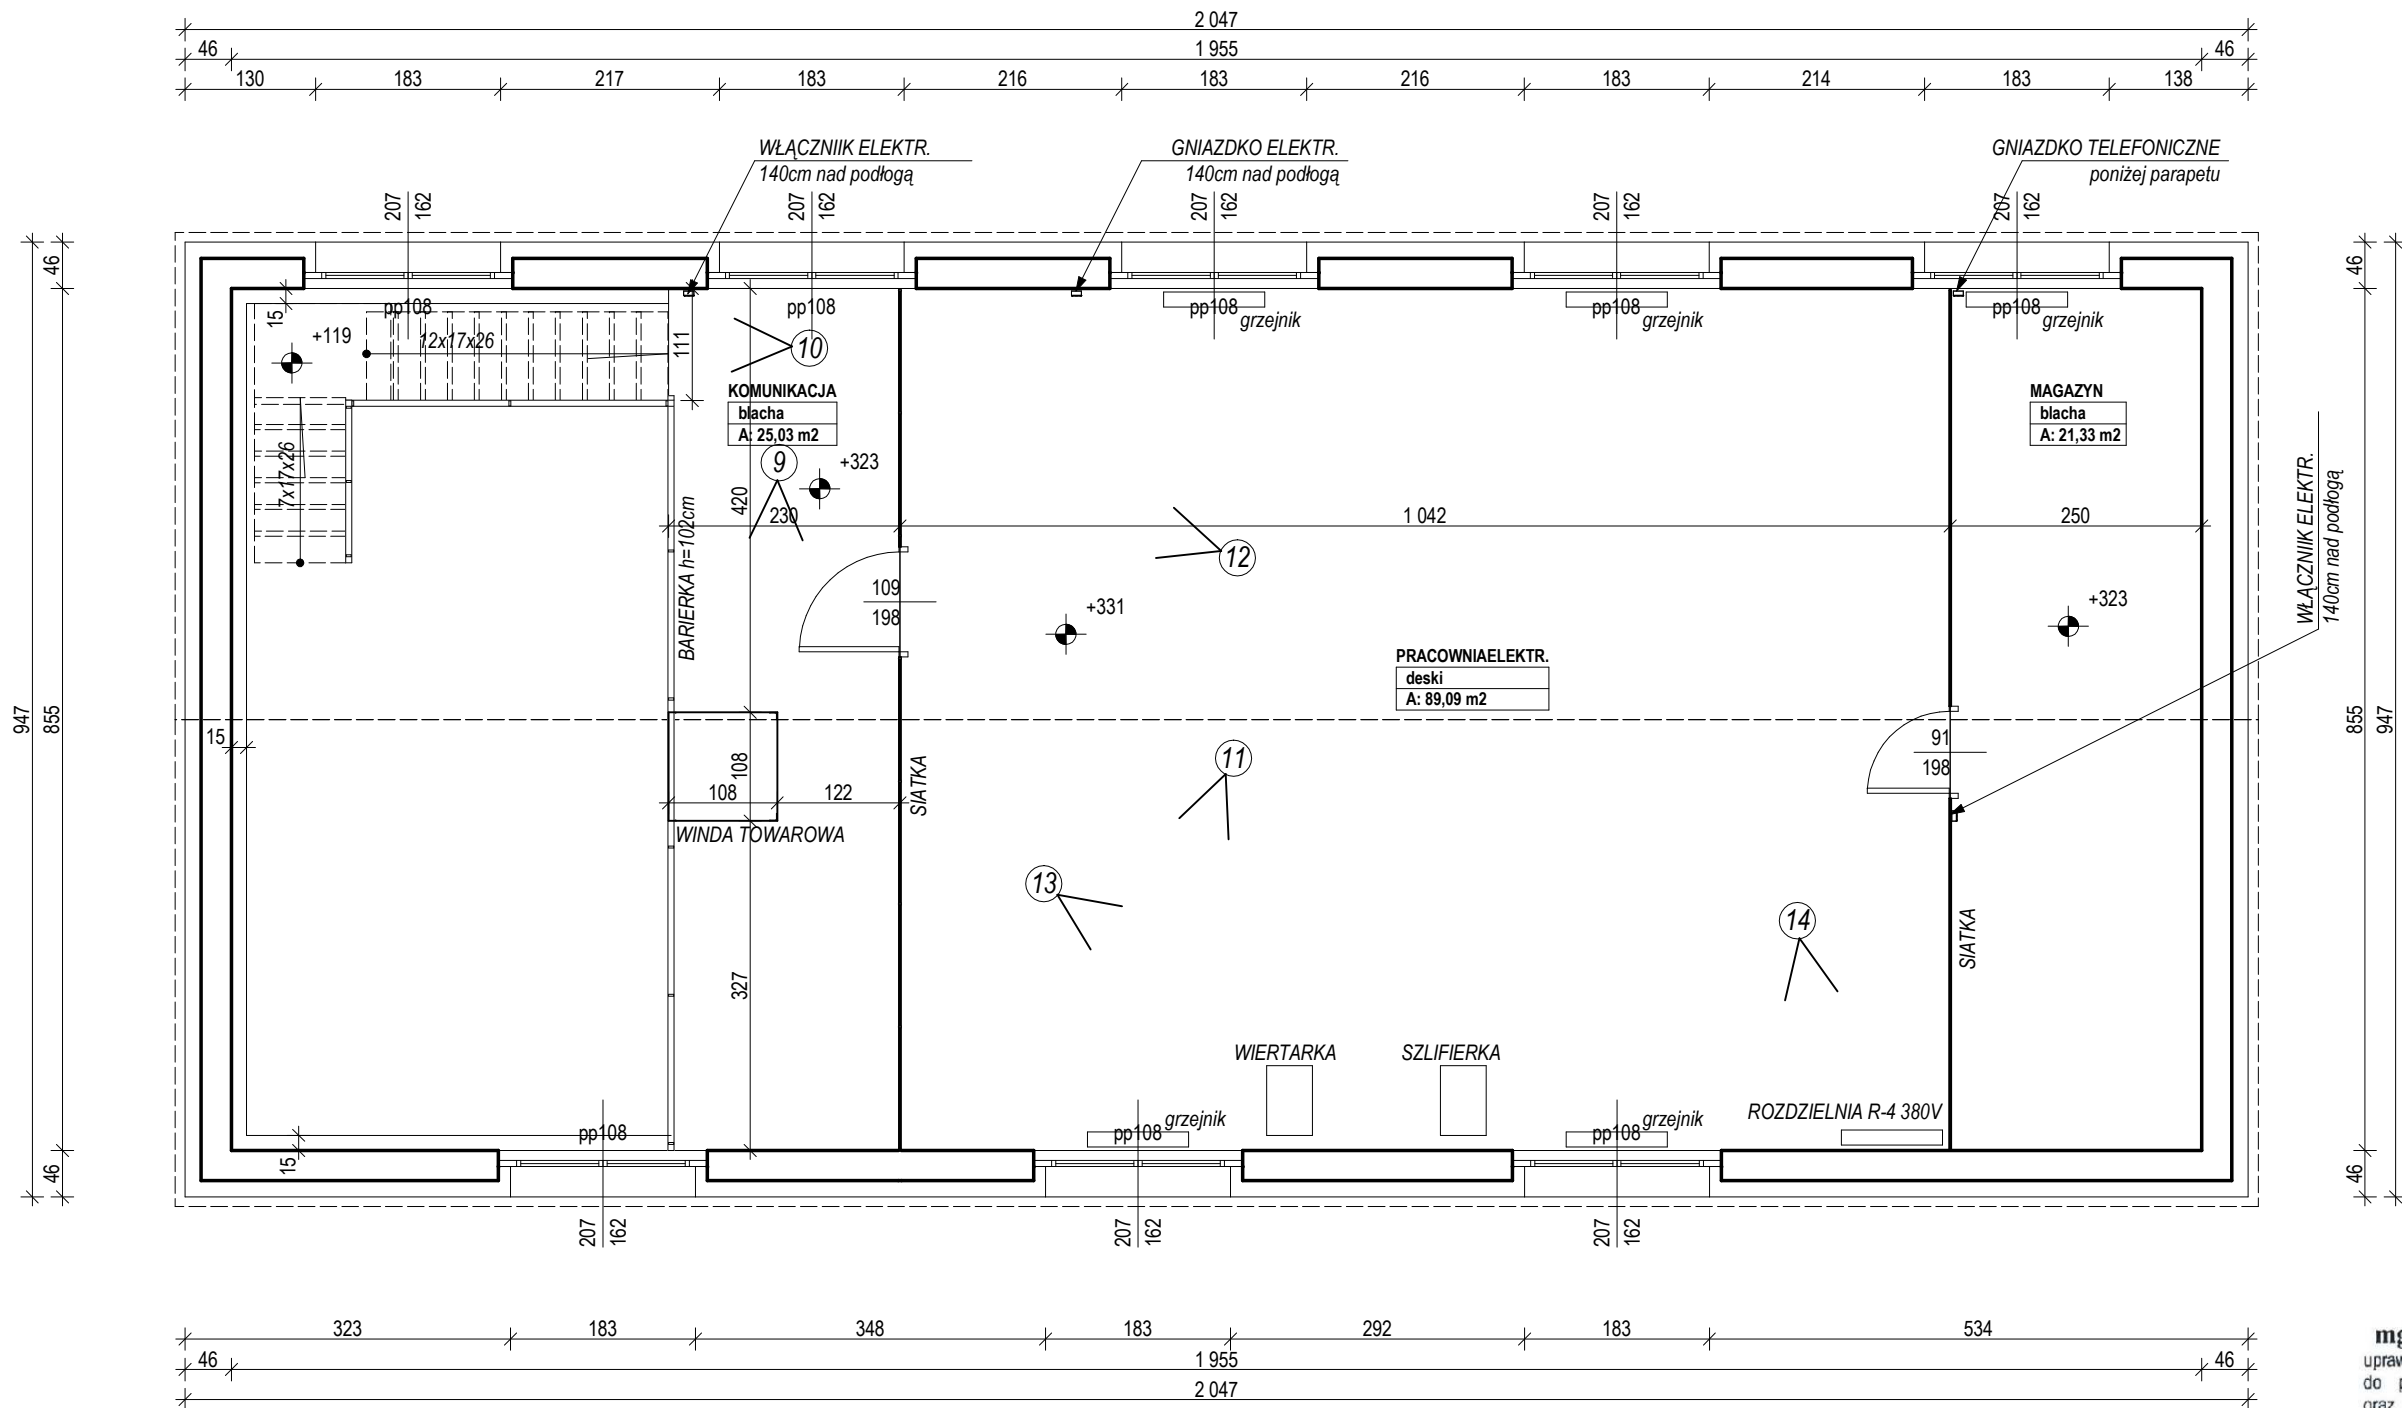 2 047
46
1 955
46
130
183
217
183
216
183
216
183
214
183
138
WŁĄCZNIIK ELEKTR.
140cm nad podłogą
GNIAZDKO ELEKTR.
140cm nad podłogą
GNIAZDKO TELEFONICZNE
poniżej parapetu
207
162
207
162
207
162
207
162
207
162
46
46
pp108
pp108
pp108
grzejnik
pp108
grzejnik
pp108
grzejnik
15
+119
12x17x26
111
10
KOMUNIKACJA
blacha
A: 25,03 m2
MAGAZYN
blacha
A: 21,33 m2
7x17x26
9
+323
420
230
1 042
250
BARIERKA h=102cm
12
WŁĄCZNIK ELEKTR.
140cm nad podłogą
109
198
+331
+323
PRACOWNIAELEKTR.
deski
A: 89,09 m2
947
855
855
947
15
91
198
108
108
122
SIATKA
11
WINDA TOWAROWA
13
14
SIATKA
327
WIERTARKA
SZLIFIERKA
ROZDZIELNIA R-4 380V
pp108
pp108
grzejnik
pp108
grzejnik
15
46
46
207
162
207
162
207
162
323
183
348
183
292
183
534
46
1 955
46
2 047
mg
upraw
do p
oraz